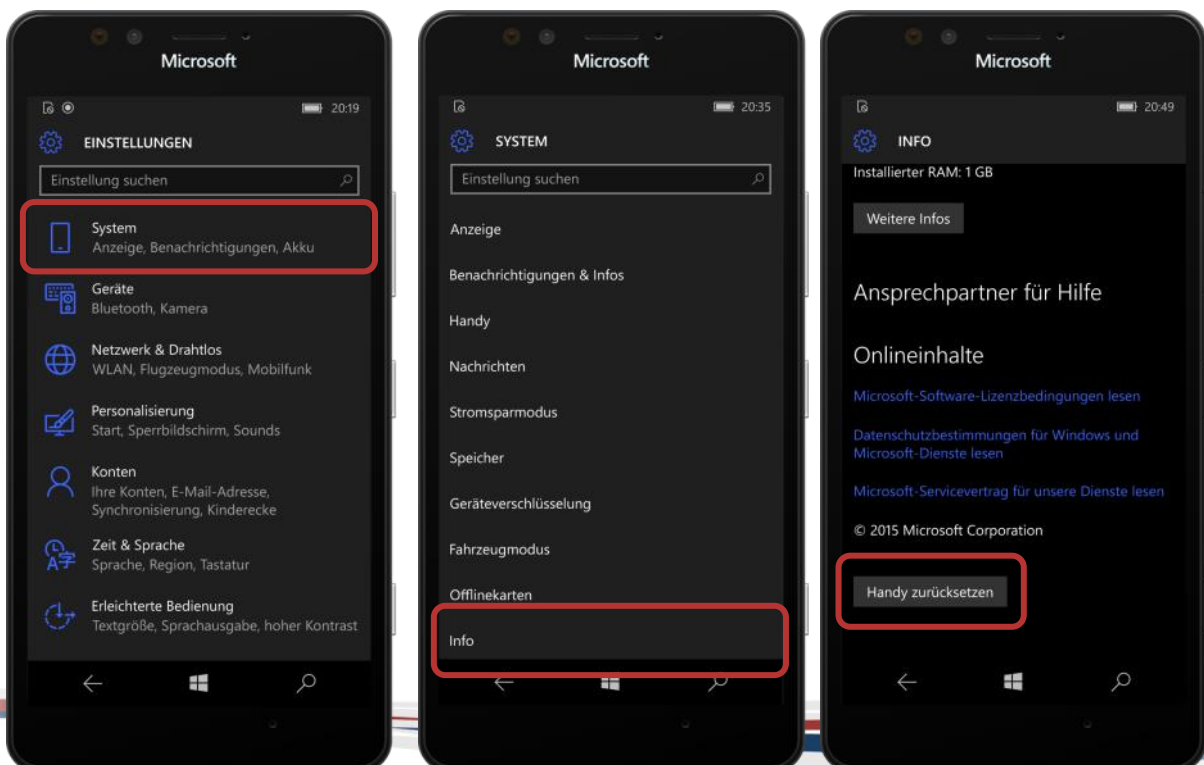 Microsoft
20:19
EINSTELLUNGEN
Einstellung suchen
System
Anzeige, Benachrichtigungen, Akku
Geräte
Bluetooth, Kamera
Netzwerk & Drahtlos
WLAN, Flugzeugmodus, Mobilfunk
Personalisierung
Start, Sperrbildschirm, Sounds
Konten
Ihre Konten, E-Mail-Adresse,
Synchronisierung, Kinderecke
Zeit & Sprache
Sprache, Region, Tastatur
Erleichterte Bedienung
Textgröße, Sprachausgabe, hoher Kontrast
Microsoft
20:35
SYSTEM
Einstellung suchen
Anzeige
Benachrichtigungen & Infos
Handy
Nachrichten
Stromsparmodus
Speicher
Geräteverschlüsselung
Fahrzeugmodus
Offlinekarten
Info
Microsoft
20:49
INFO
Installierter RAM: 1 GB
Weitere Infos
Ansprechpartner für Hilfe
Onlineinhalte
Microsoft-Software-Lizenzbedingungen lesen
Datenschutzbestimmungen für Windows und
Microsoft-Dienste lesen
Microsoft-Servicevertrag für unsere Dienste lesen
© 2015 Microsoft Corporation
Handy zurücksetzen